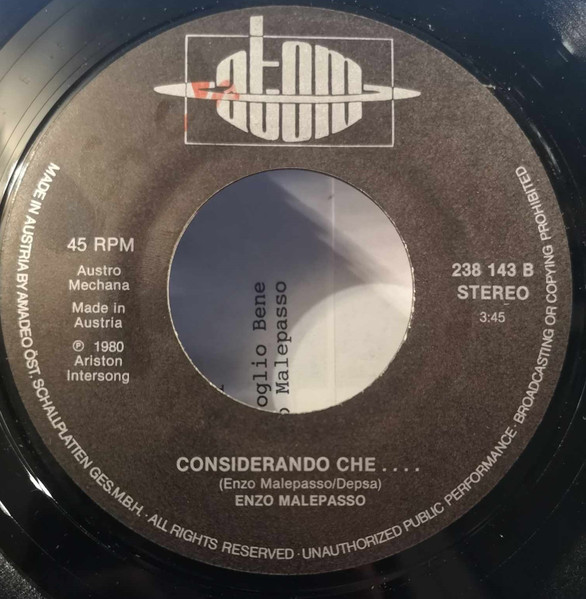 atom
45 RPM
Austro
Mechana
Made in
Austria
℗ 1980
Ariston
Intersong
238 143 B
STEREO
3:45
oglio Bene
Malepasso
CONSIDERANDO CHE....
(Enzo Malepasso/Depsa)
ENZO MALEPASSO
MADE IN AUSTRIA BY AMADEO ÖST. SCHALLPLATTEN GES.M.B.H. · ALL RIGHTS RESERVED · UNAUTHORIZED PUBLIC PERFORMANCE · BROADCASTING OR COPYING PROHIBITED